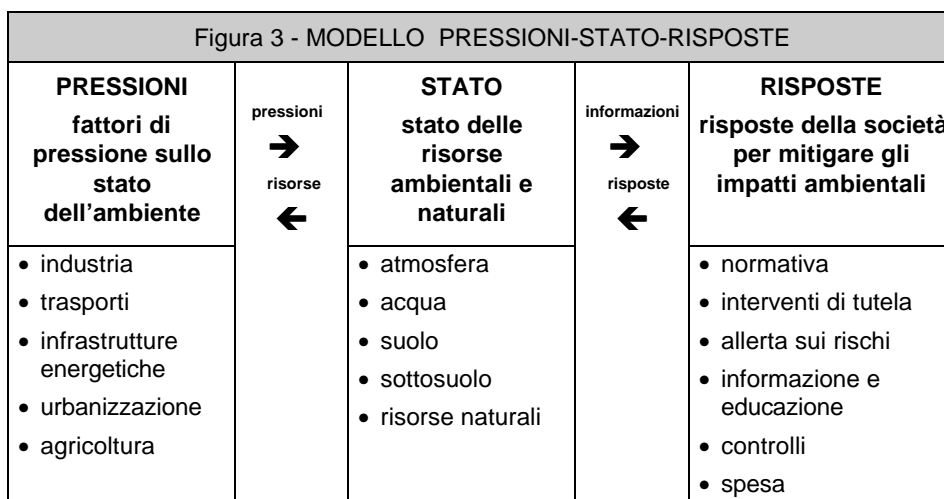 Figura 3 - MODELLO PRESSIONI-STATO-RISPOSTE
PRESSIONI
fattori di
pressione sullo
stato
dell'ambiente
pressioni
➔
risorse
🡸
STATO
stato delle
risorse
ambientali e
naturali
informazioni
➔
risposte
🡸
RISPOSTE
risposte della società
per mitigare gli
impatti ambientali
• industria
• trasporti
• infrastrutture
energetiche
• urbanizzazione
• agricoltura
• atmosfera
• acqua
• suolo
• sottosuolo
• risorse naturali
• normativa
• interventi di tutela
• allerta sui rischi
• informazione e
educazione
• controlli
• spesa